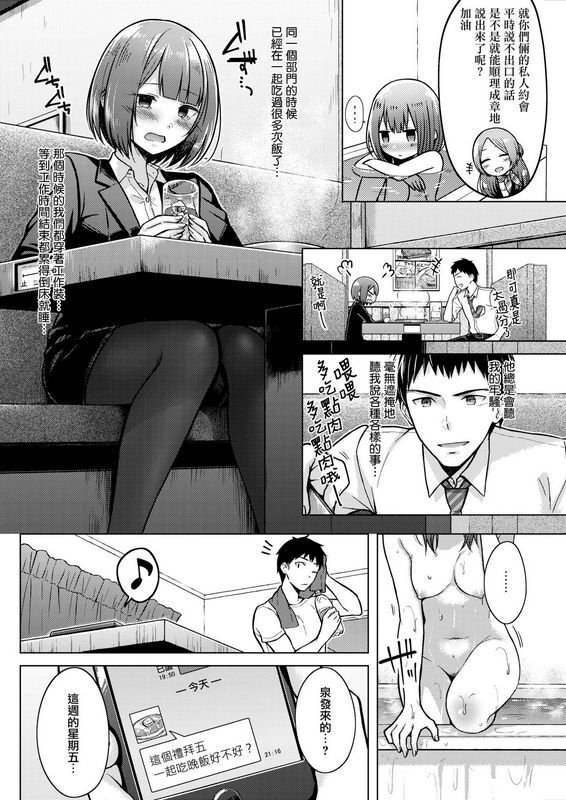 就你們倆的私人約會
平時說不出口的話
是不是就能順理成章地
說出來了呢？
加油
同一個部門的時候
已經在一起吃過很多次飯了…
那個時候的我們都穿著工作裝…
等到工作時間結束都累得倒床就睡…
那可真是
太過分了
就是啊
他總是會聽
我的牢騷…
毫無遮掩地
聽我說各種各樣的事…
喂喂
多吃點肉
多吃點肉哦
……
♪
泉發來的…？
已讀
19:50
今天
這個禮拜五
一起吃晚飯好不好？
21:16
這週的星期五…